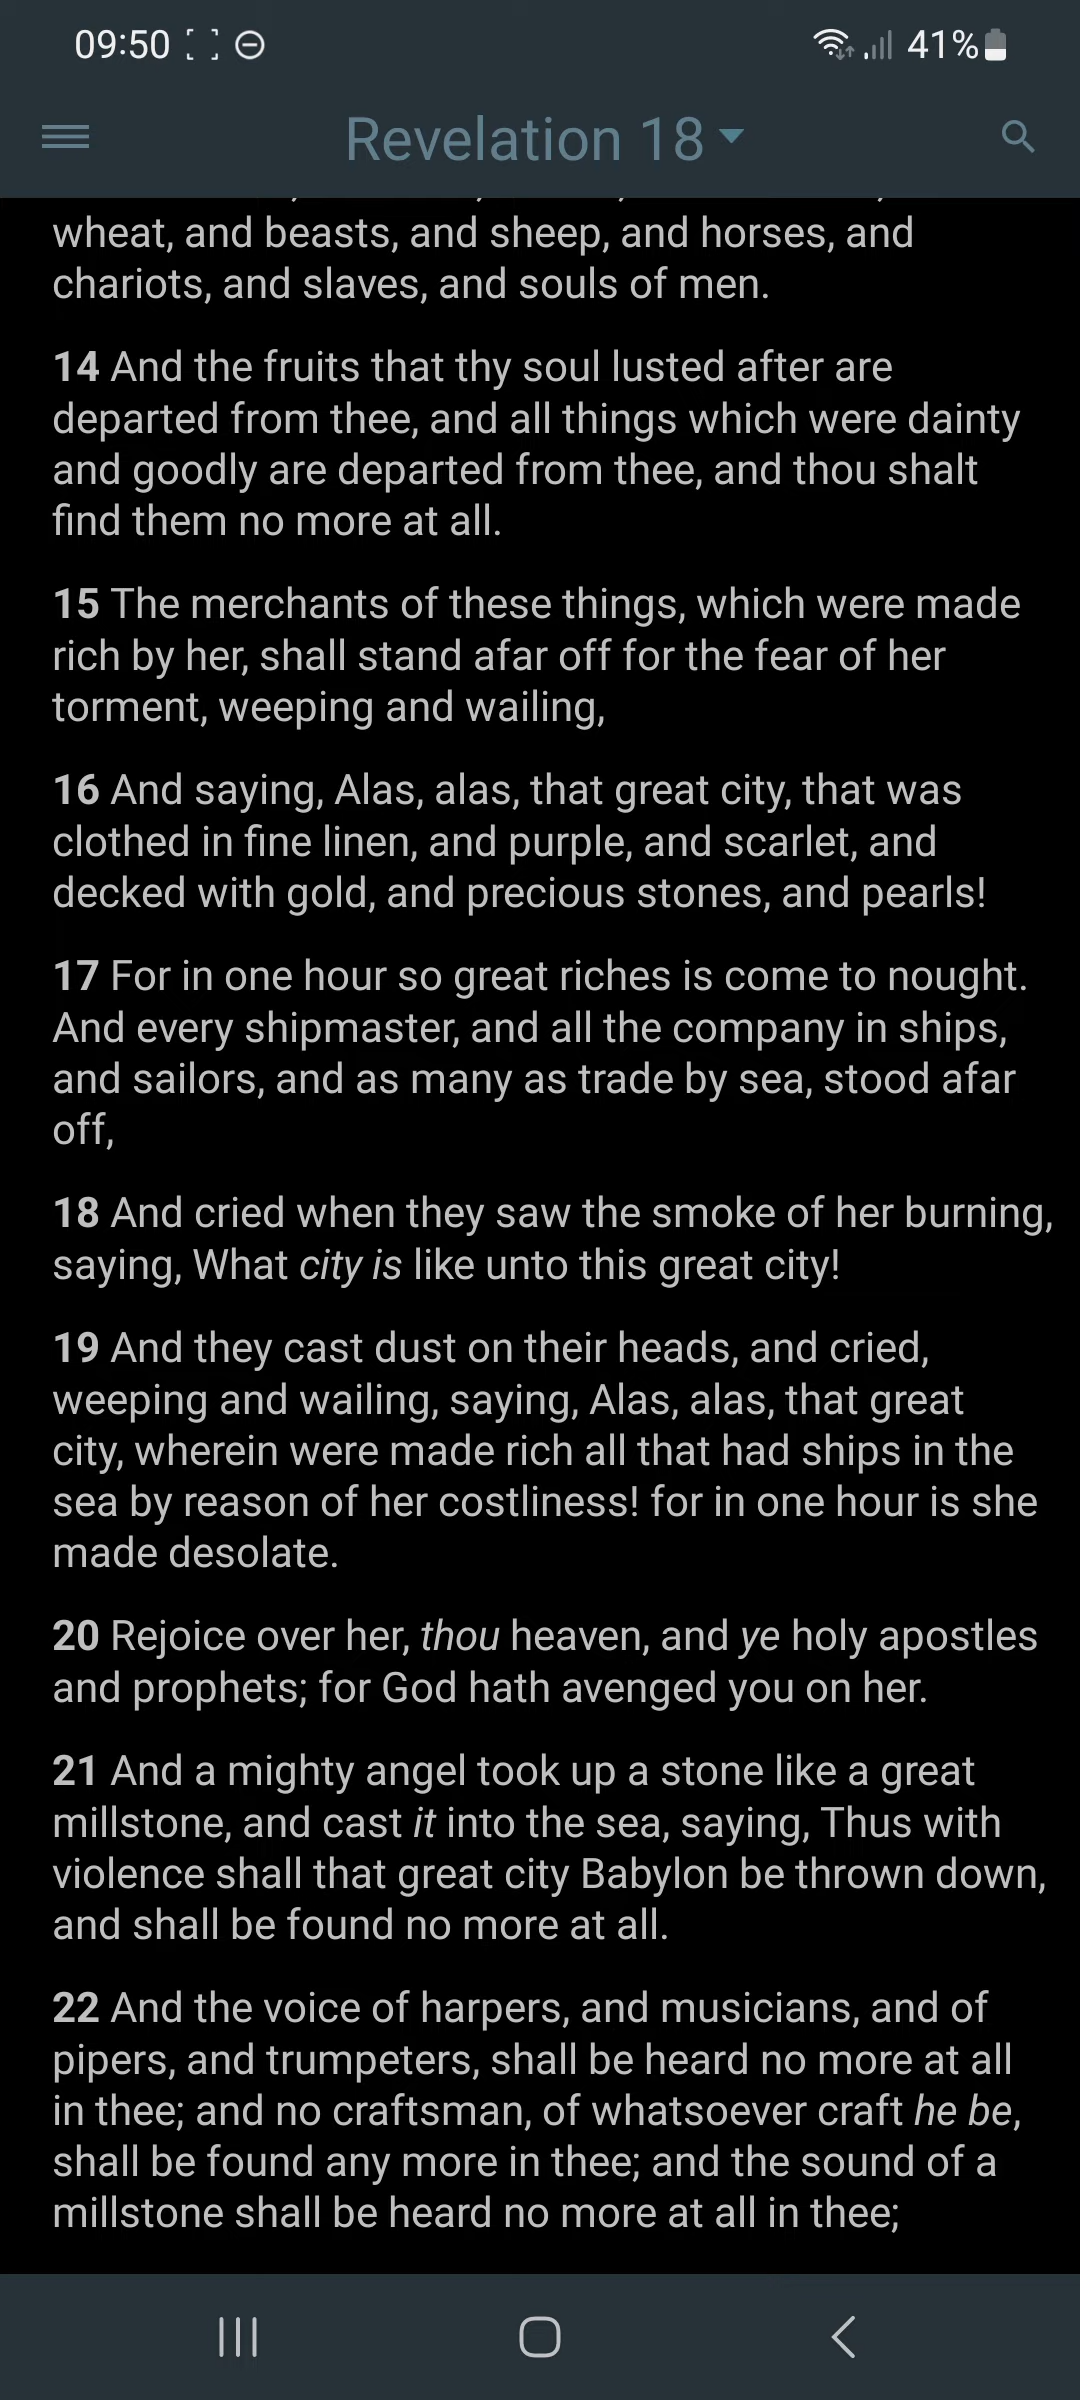 09:50 41%
Revelation 18
wheat, and beasts, and sheep, and horses, and
chariots, and slaves, and souls of men.
14 And the fruits that thy soul lusted after are
departed from thee, and all things which were dainty
and goodly are departed from thee, and thou shalt
find them no more at all.
15 The merchants of these things, which were made
rich by her, shall stand afar off for the fear of her
torment, weeping and wailing,
16 And saying, Alas, alas, that great city, that was
clothed in fine linen, and purple, and scarlet, and
decked with gold, and precious stones, and pearls!
17 For in one hour so great riches is come to nought.
And every shipmaster, and all the company in ships,
and sailors, and as many as trade by sea, stood afar
off,
18 And cried when they saw the smoke of her burning,
saying, What city is like unto this great city!
19 And they cast dust on their heads, and cried,
weeping and wailing, saying, Alas, alas, that great
city, wherein were made rich all that had ships in the
sea by reason of her costliness! for in one hour is she
made desolate.
20 Rejoice over her, thou heaven, and ye holy apostles
and prophets; for God hath avenged you on her.
21 And a mighty angel took up a stone like a great
millstone, and cast it into the sea, saying, Thus with
violence shall that great city Babylon be thrown down,
and shall be found no more at all.
22 And the voice of harpers, and musicians, and of
pipers, and trumpeters, shall be heard no more at all
in thee; and no craftsman, of whatsoever craft he be,
shall be found any more in thee; and the sound of a
millstone shall be heard no more at all in thee;